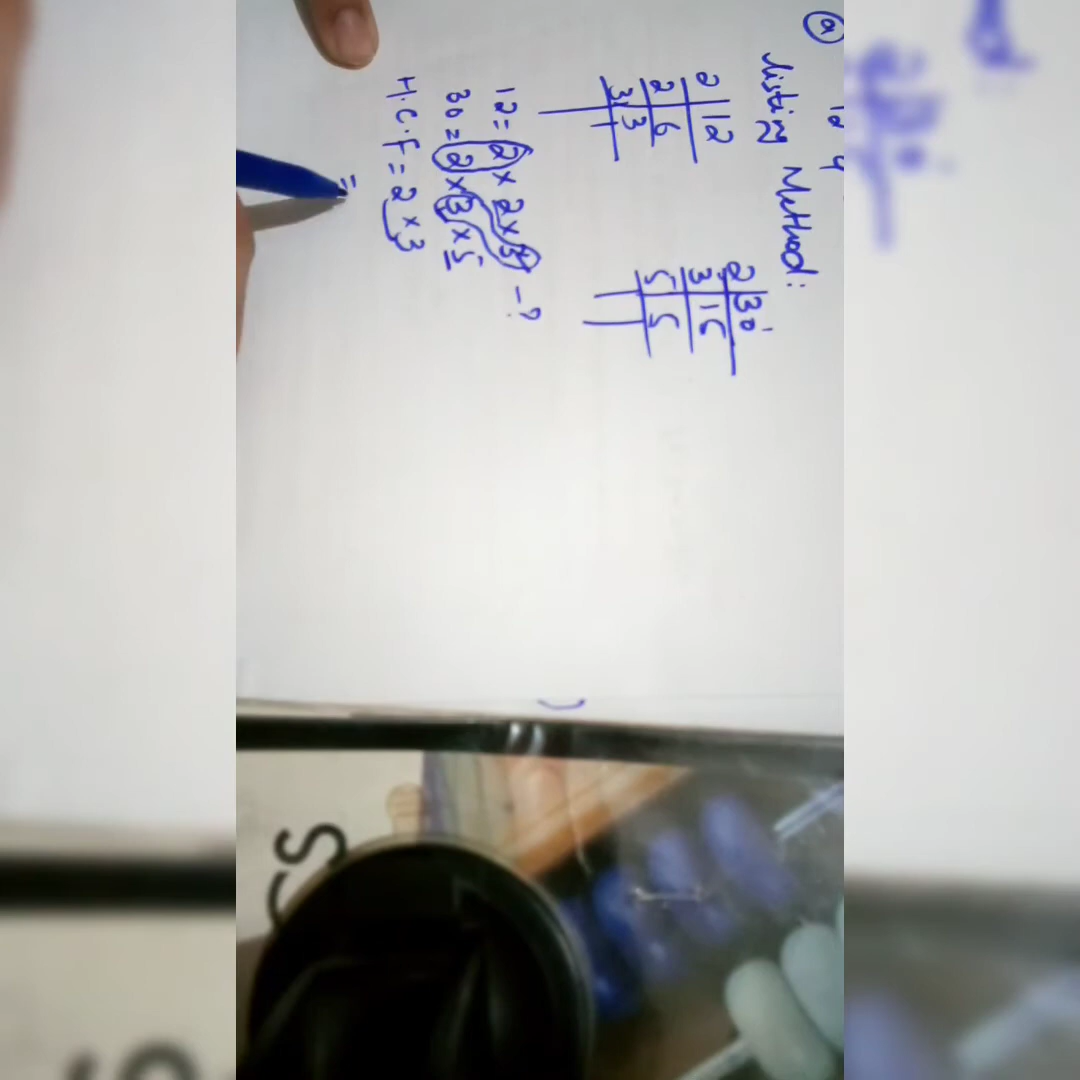 (a)
Listing Method:
2 | 12
2 | 6
3 | 3
1
2 | 30
3 | 15
5 | 5
1
12 = 2 × 2 × 3 - ?
30 = 2 × 3 × 5
H.C.F = 2 × 3
=